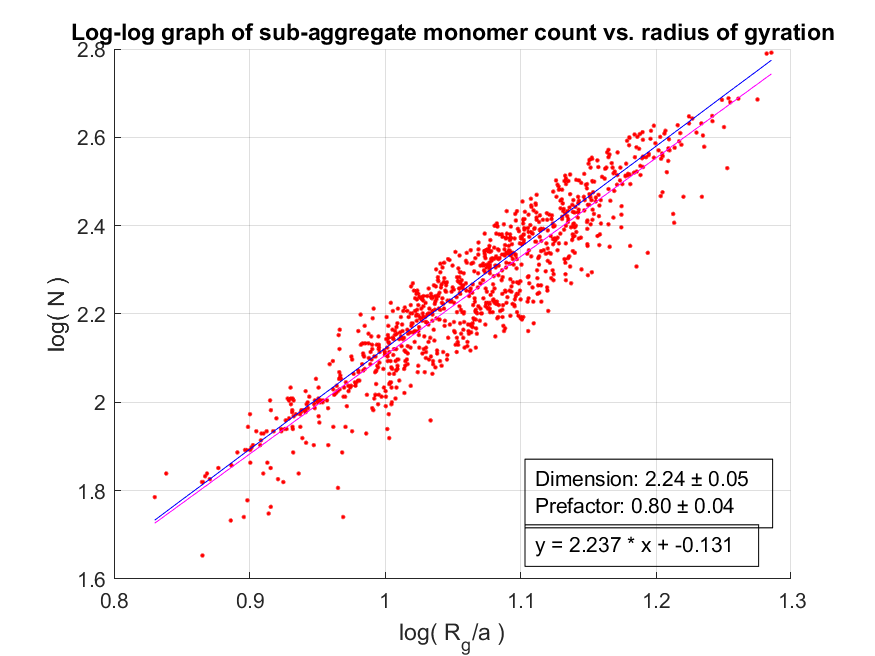 Log-log graph of sub-aggregate monomer count vs. radius of gyration
2.8
2.6
2.4
2.2
2
1.8
1.6
log( N )
Dimension: 2.24 ± 0.05
Prefactor: 0.80 ± 0.04
y = 2.237 * x + -0.131
0.8 0.9 1 1.1 1.2 1.3
log( R_g/a )